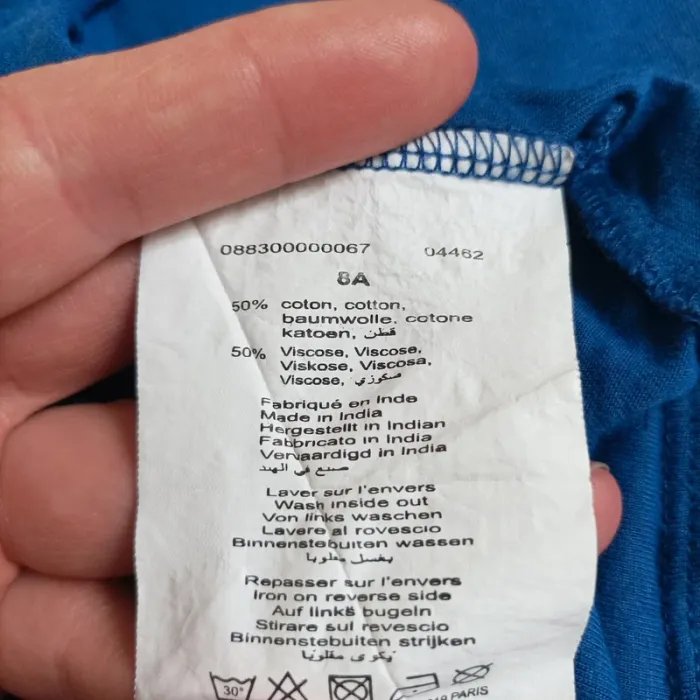 088300000067 04462
8A
50% coton, cotton,
baumwolle, cotone
katoen, قطن
50% Viscose, Viscose,
Viskose, Viscosa,
Viscose,
Fabriqué en Inde
Made in India
Hergestellt in Indian
Fabbricato in India
Vervaardigd in India
صنع في الهند
Laver sur l'envers
Wash inside out
Von links waschen
Lavere al rovescio
Binnenstebuiten wassen
يغسل مقلوبا
Repasser sur l'envers
Iron on reverse side
Auf links bugeln
Stirare sul revescio
Binnenstebuiten strijken
يكوى مقلوبا
30°
PARIS